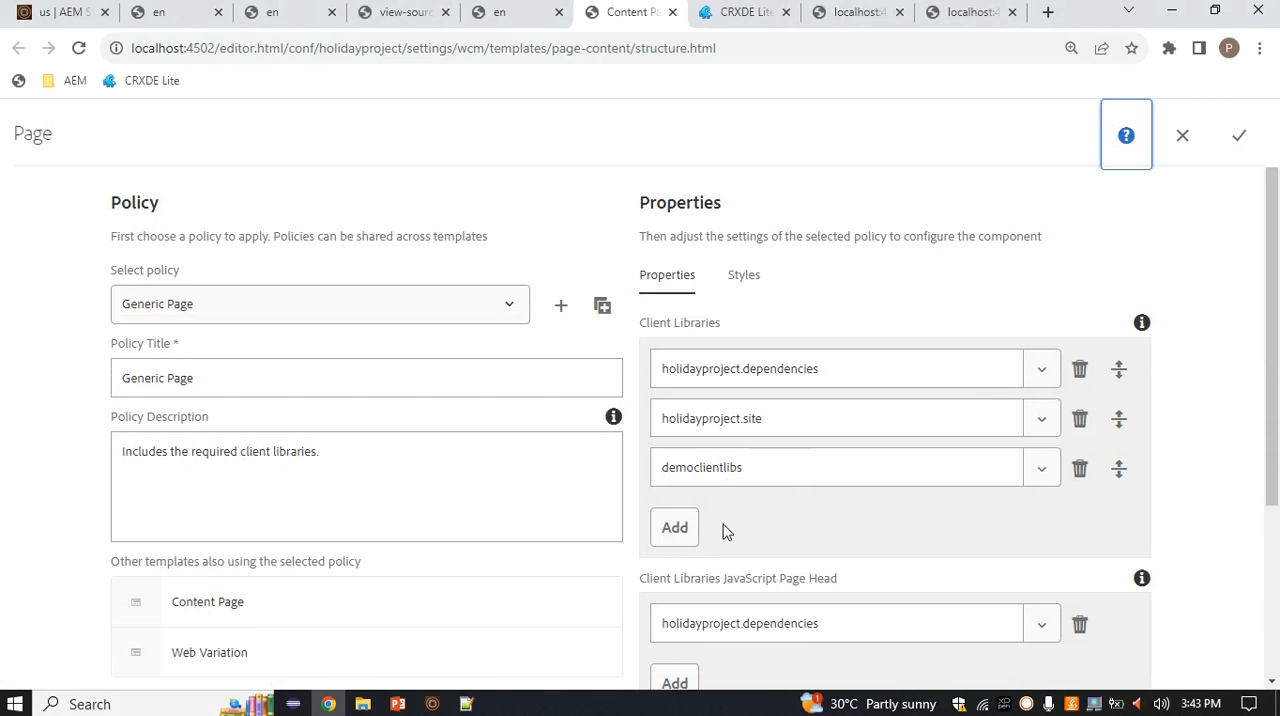 us | AEM S
en
en
view-sour
en
Content Pa
CRXDE Lite
localhost:4
localhost:4
localhost:4502/editor.html/conf/holidayproject/settings/wcm/templates/page-content/structure.html
P
AEM
CRXDE Lite
Page
?
Policy
First choose a policy to apply. Policies can be shared across templates
Select policy
Generic Page
Policy Title *
Generic Page
Policy Description
Includes the required client libraries.
Other templates also using the selected policy
Content Page
Web Variation
Properties
Then adjust the settings of the selected policy to configure the component
Properties Styles
Client Libraries
holidayproject.dependencies
holidayproject.site
democlientlibs
Add
Client Libraries JavaScript Page Head
holidayproject.dependencies
Add
Search
1
30°C Partly sunny
3:43 PM